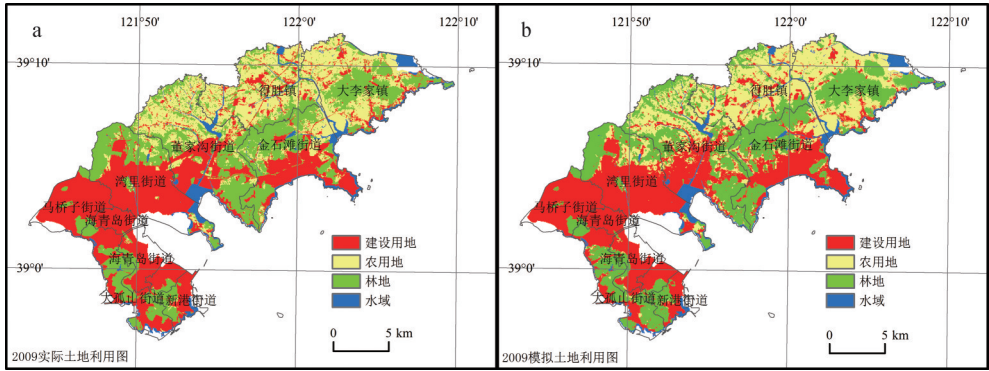 121°50' 122°0' 122°10'
a
39°10'
得胜镇
大李家镇
董家沟街道
金石滩街道
湾里街道
马桥子街道
海青岛街道
海青岛街道
39°0'
大孤山街道
新港街道
建设用地
农用地
林地
水域
0 5 km
2009实际土地利用图
121°50' 122°0' 122°10'
b
39°10'
得胜镇
大李家镇
董家沟街道
金石滩街道
湾里街道
马桥子街道
海青岛街道
海青岛街道
39°0'
大孤山街道
新港街道
建设用地
农用地
林地
水域
0 5 km
2009模拟土地利用图